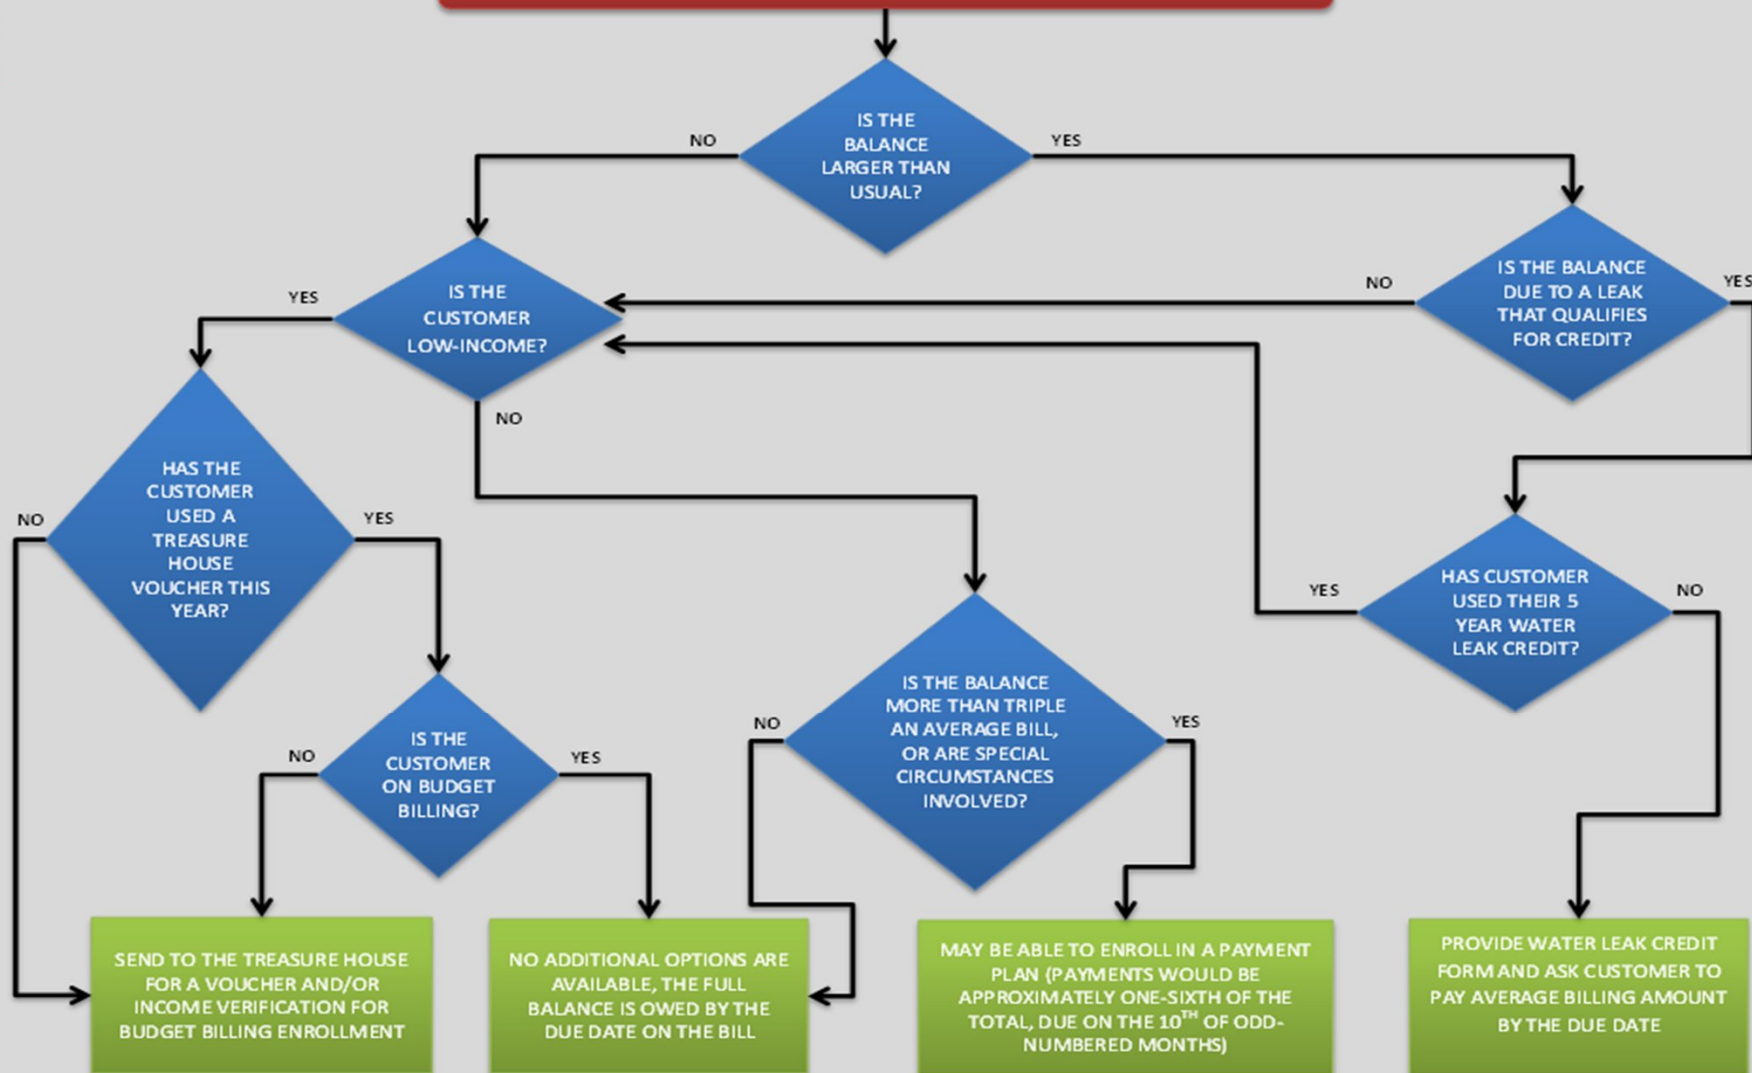 IS THE
BALANCE
LARGER THAN
USUAL?
NO
YES
IS THE BALANCE
DUE TO A LEAK
THAT QUALIFIES
FOR CREDIT?
NO
YES
IS THE
CUSTOMER
LOW-INCOME?
YES
NO
HAS THE
CUSTOMER
USED A
TREASURE
HOUSE
VOUCHER THIS
YEAR?
NO
YES
HAS CUSTOMER
USED THEIR 5
YEAR WATER
LEAK CREDIT?
YES
NO
IS THE
CUSTOMER
ON BUDGET
BILLING?
NO
YES
IS THE BALANCE
MORE THAN TRIPLE
AN AVERAGE BILL,
OR ARE SPECIAL
CIRCUMSTANCES
INVOLVED?
NO
YES
SEND TO THE TREASURE HOUSE
FOR A VOUCHER AND/OR
INCOME VERIFICATION FOR
BUDGET BILLING ENROLLMENT
NO ADDITIONAL OPTIONS ARE
AVAILABLE, THE FULL
BALANCE IS OWED BY THE
DUE DATE ON THE BILL
MAY BE ABLE TO ENROLL IN A PAYMENT
PLAN (PAYMENTS WOULD BE
APPROXIMATELY ONE-SIXTH OF THE
TOTAL, DUE ON THE 10TH OF ODD-
NUMBERED MONTHS)
PROVIDE WATER LEAK CREDIT
FORM AND ASK CUSTOMER TO
PAY AVERAGE BILLING AMOUNT
BY THE DUE DATE